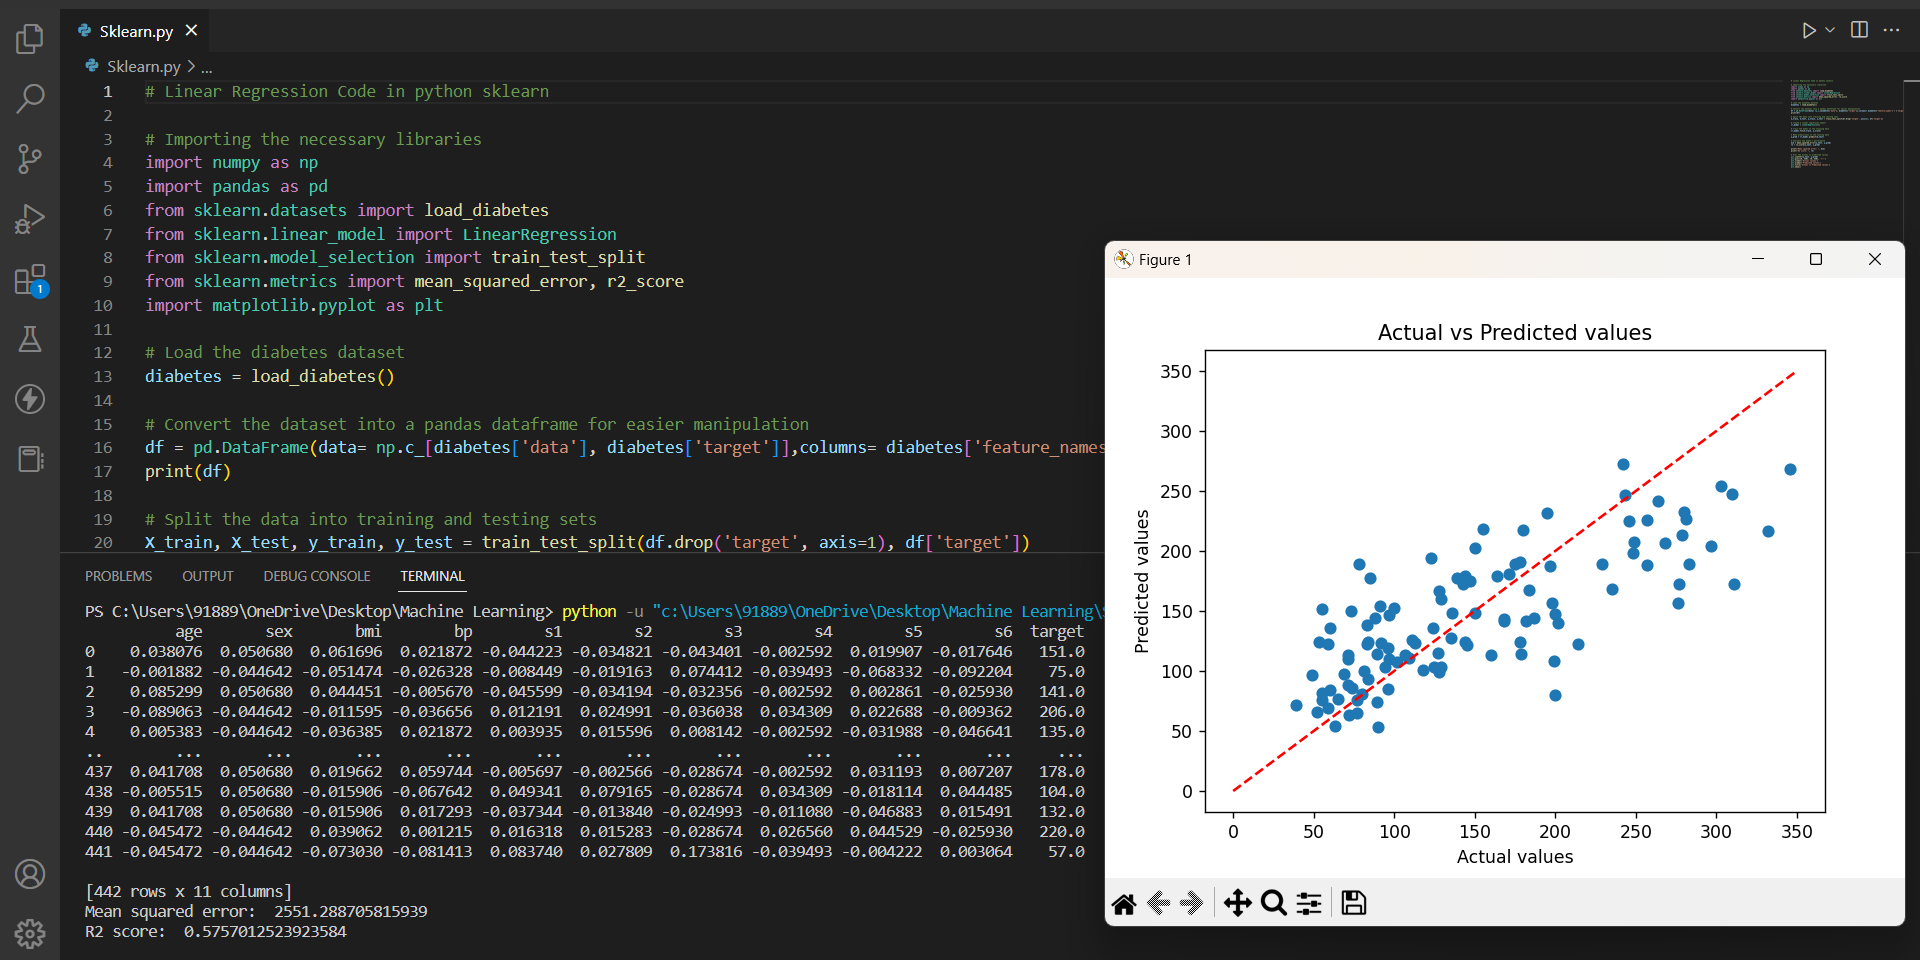 Sklearn.py
Sklearn.py > ...
1 # Linear Regression Code in python sklearn
2
3 # Importing the necessary libraries
4 import numpy as np
5 import pandas as pd
6 from sklearn.datasets import load_diabetes
7 from sklearn.linear_model import LinearRegression
8 from sklearn.model_selection import train_test_split
9 from sklearn.metrics import mean_squared_error, r2_score
10 import matplotlib.pyplot as plt
11
12 # Load the diabetes dataset
13 diabetes = load_diabetes()
14
15 # Convert the dataset into a pandas dataframe for easier manipulation
16 df = pd.DataFrame(data= np.c_[diabetes['data'], diabetes['target']],columns= diabetes['feature_names
17 print(df)
18
19 # Split the data into training and testing sets
20 X_train, X_test, y_train, y_test = train_test_split(df.drop('target', axis=1), df['target'])
1
PROBLEMS OUTPUT DEBUG CONSOLE TERMINAL
PS C:\Users\91889\OneDrive\Desktop\Machine Learning> python -u "c:\Users\91889\OneDrive\Desktop\Machine Learning\
age sex bmi bp s1 s2 s3 s4 s5 s6 target
0 0.038076 0.050680 0.061696 0.021872 -0.044223 -0.034821 -0.043401 -0.002592 0.019907 -0.017646 151.0
1 -0.001882 -0.044642 -0.051474 -0.026328 -0.008449 -0.019163 0.074412 -0.039493 -0.068332 -0.092204 75.0
2 0.085299 0.050680 0.044451 -0.005670 -0.045599 -0.034194 -0.032356 -0.002592 0.002861 -0.025930 141.0
3 -0.089063 -0.044642 -0.011595 -0.036656 0.012191 0.024991 -0.036038 0.034309 0.022688 -0.009362 206.0
4 0.005383 -0.044642 -0.036385 0.021872 0.003935 0.015596 0.008142 -0.002592 -0.031988 -0.046641 135.0
.. ... ... ... ... ... ... ... ... ... ... ...
437 0.041708 0.050680 0.019662 0.059744 -0.005697 -0.002566 -0.028674 -0.002592 0.031193 0.007207 178.0
438 -0.005515 0.050680 -0.015906 -0.067642 0.049341 0.079165 -0.028674 0.034309 -0.018114 0.044485 104.0
439 0.041708 0.050680 -0.015906 0.017293 -0.037344 -0.013840 -0.024993 -0.011080 -0.046883 0.015491 132.0
440 -0.045472 -0.044642 0.039062 0.001215 0.016318 0.015283 -0.028674 0.026560 0.044529 -0.025930 220.0
441 -0.045472 -0.044642 -0.073030 -0.081413 0.083740 0.027809 0.173816 -0.039493 -0.004222 0.003064 57.0
[442 rows x 11 columns]
Mean squared error: 2551.288705815939
R2 score: 0.5757012523923584
Figure 1
Actual vs Predicted values
350
300
250
200
150
100
50
0
Predicted values
0 50 100 150 200 250 300 350
Actual values